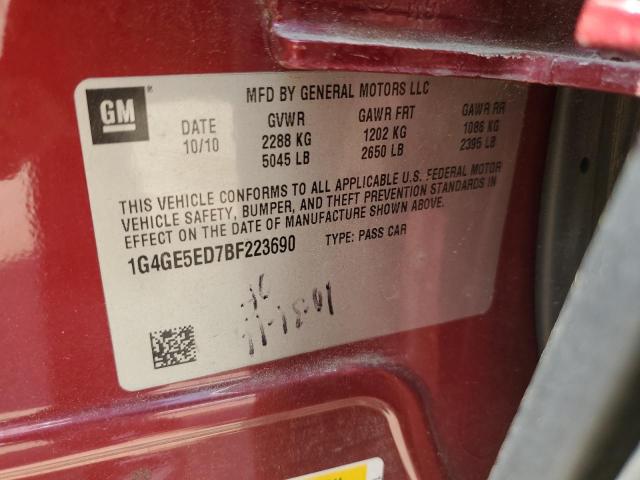 GM
MFD BY GENERAL MOTORS LLC
DATE GVWR GAWR FRT GAWR RR
10/10 2288 KG 1202 KG 1086 KG
5045 LB 2650 LB 2395 LB
THIS VEHICLE CONFORMS TO ALL APPLICABLE U.S. FEDERAL MOTOR
VEHICLE SAFETY, BUMPER, AND THEFT PREVENTION STANDARDS IN
EFFECT ON THE DATE OF MANUFACTURE SHOWN ABOVE.
1G4GE5ED7BF223690 TYPE: PASS CAR